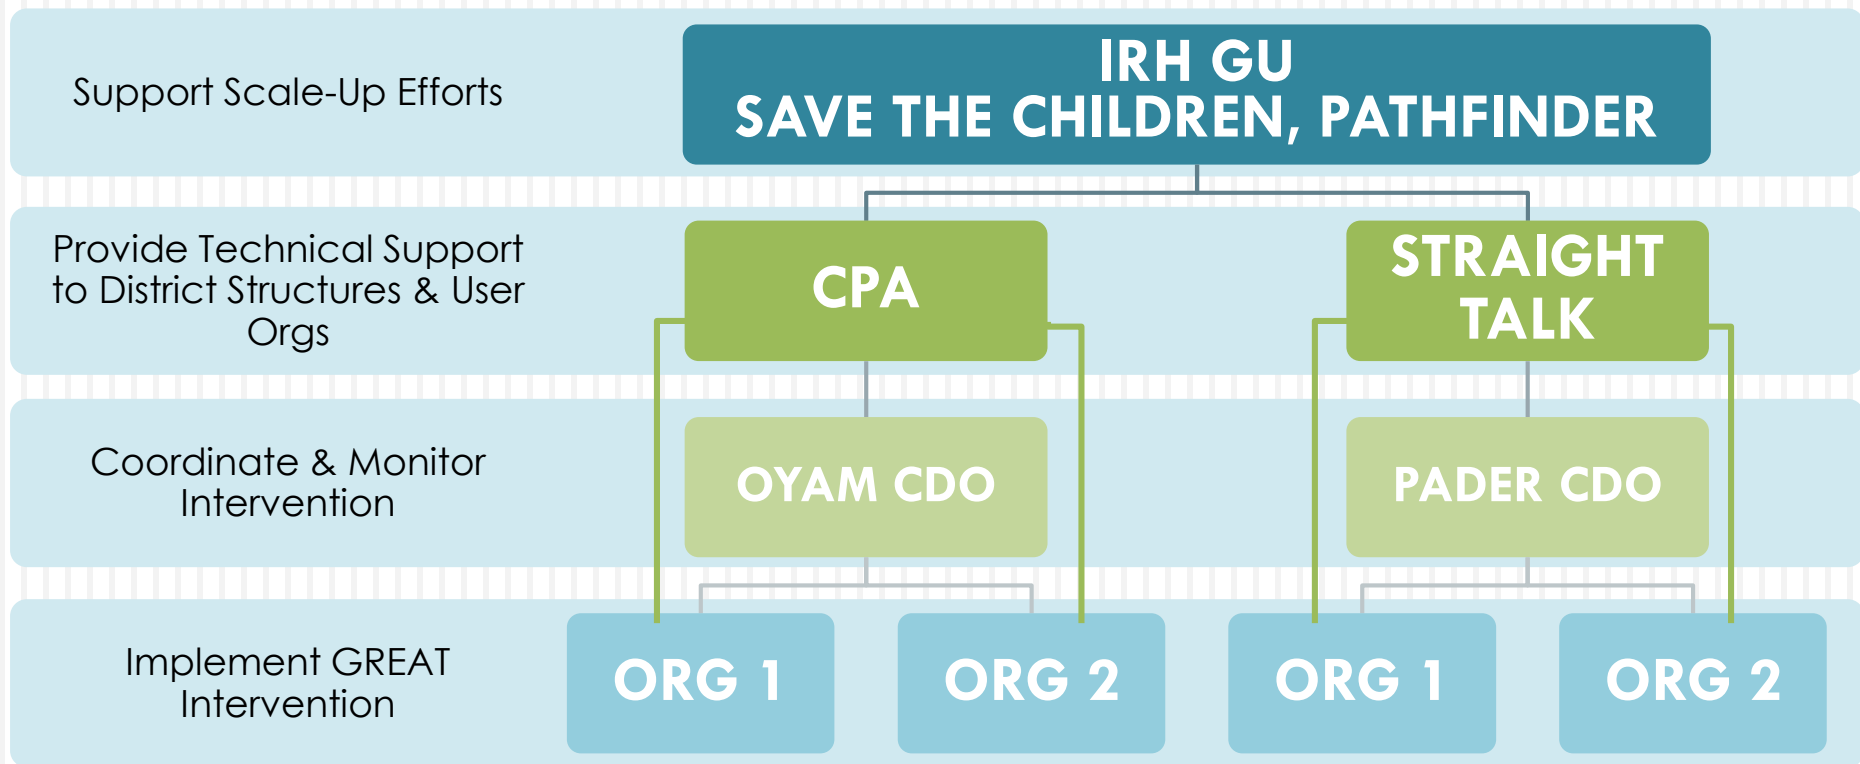 Support Scale-Up Efforts
IRH GU
SAVE THE CHILDREN, PATHFINDER
Provide Technical Support
to District Structures & User
Orgs
CPA
STRAIGHT
TALK
Coordinate & Monitor
Intervention
OYAM CDO
PADER CDO
Implement GREAT
Intervention
ORG 1
ORG 2
ORG 1
ORG 2